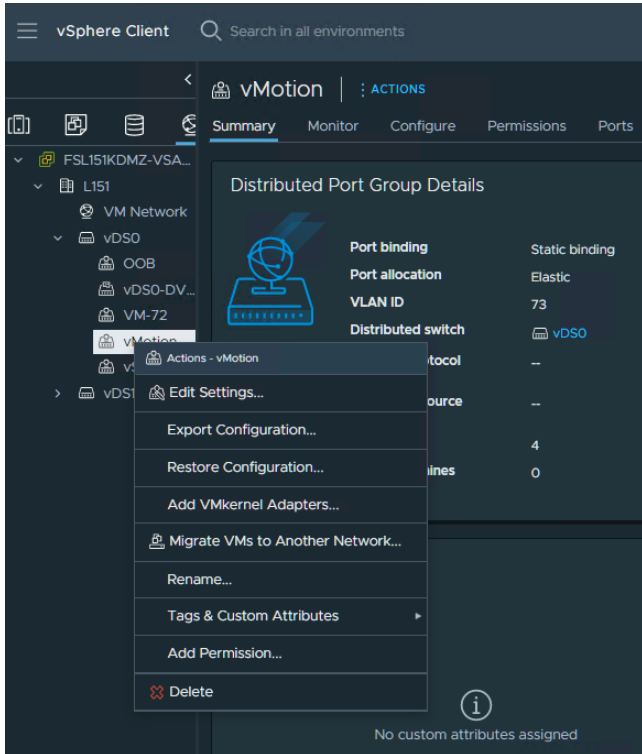 vSphere Client
Search in all environments
vMotion
ACTIONS
Summary Monitor Configure Permissions Ports
FSL151KDMZ-VSA...
L151
VM Network
vDS0
OOB
vDS0-DV...
VM-72
vMotion
vDS1
Distributed Port Group Details
Port binding Static binding
Port allocation Elastic
VLAN ID 73
Distributed switch vDS0
--
--
4
0
Actions - vMotion
Edit Settings...
Export Configuration...
Restore Configuration...
Add VMkernel Adapters...
Migrate VMs to Another Network...
Rename...
Tags & Custom Attributes
Add Permission...
Delete
No custom attributes assigned